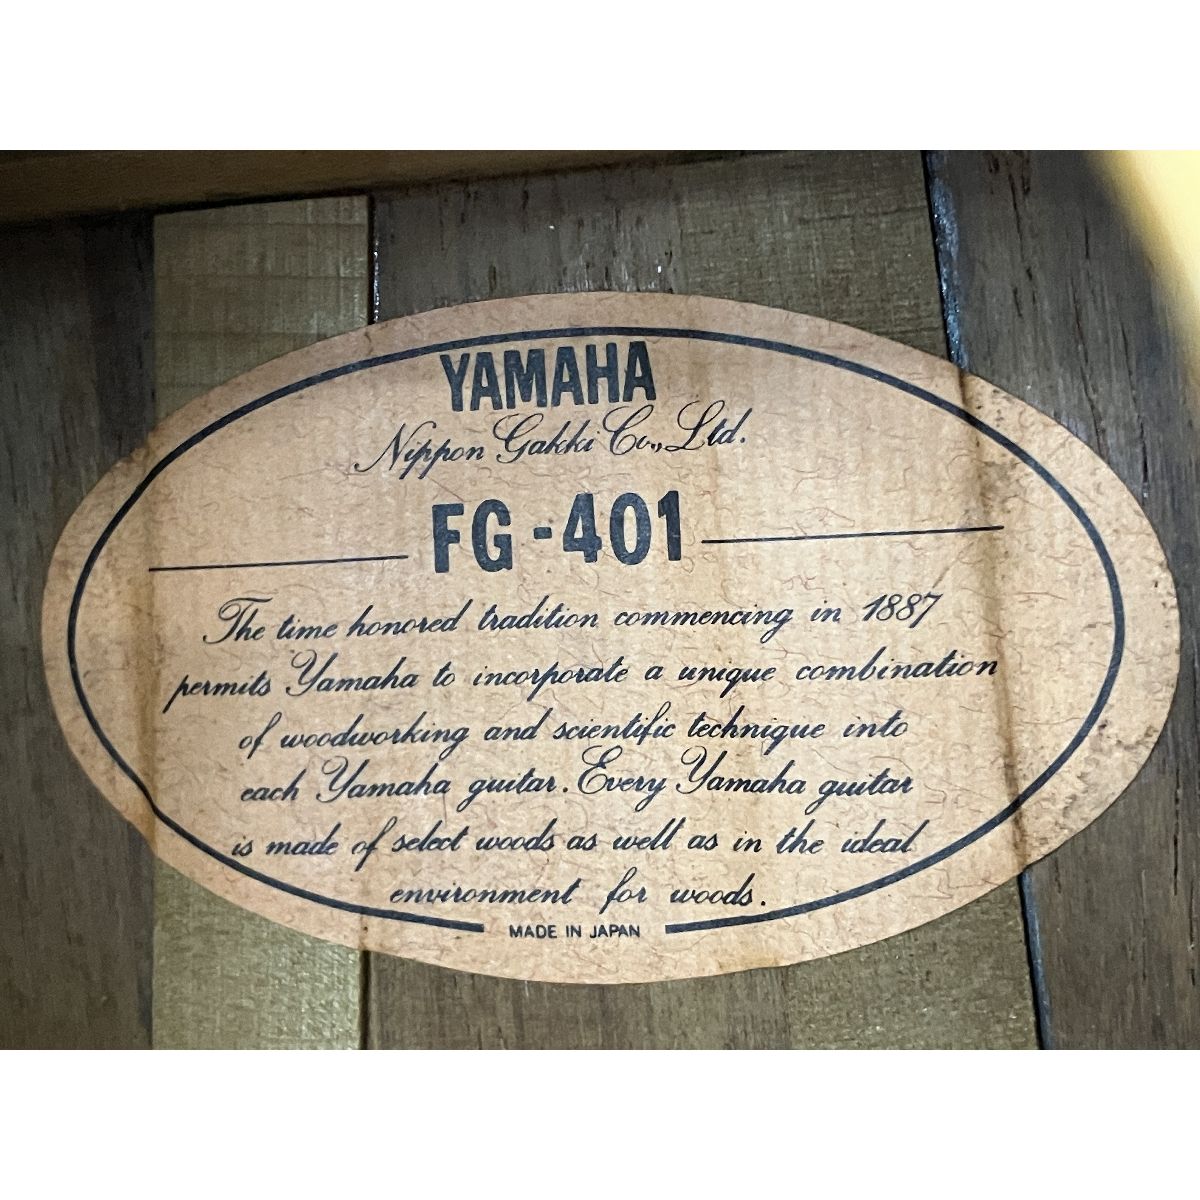 YAMAHA
Nippon Gakki Co., Ltd.
FG-401
The time honored tradition commencing in 1887
permits Yamaha to incorporate a unique combination
of woodworking and scientific technique into
each Yamaha guitar. Every Yamaha guitar
is made of select woods as well as in the ideal
environment for woods.
MADE IN JAPAN